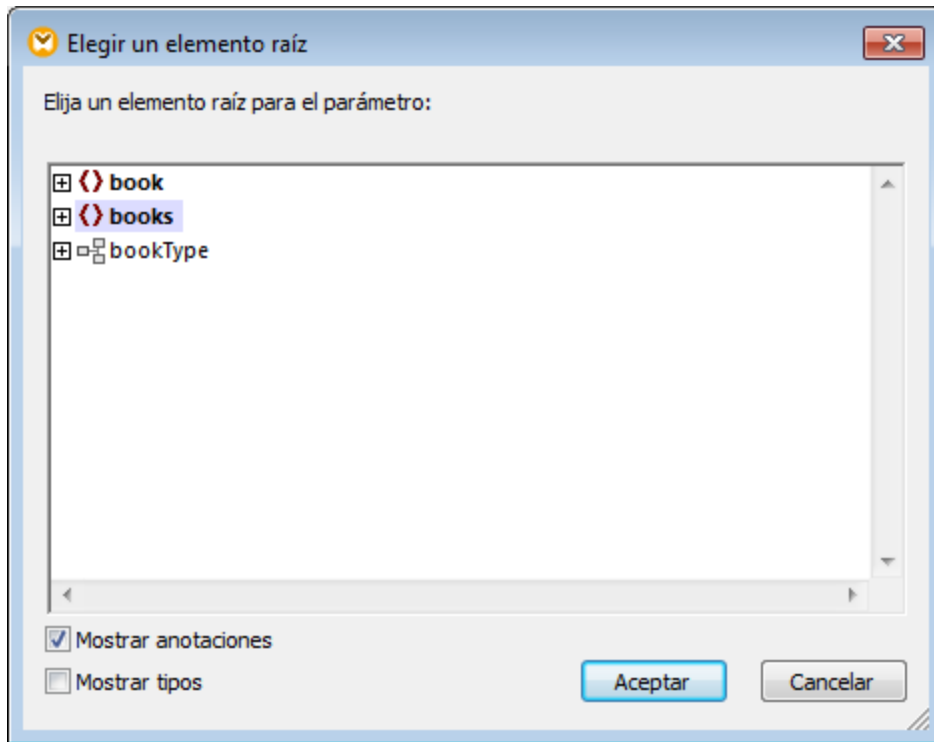 Elegir un elemento raíz
Elija un elemento raíz para el parámetro:
book
books
bookType
Mostrar anotaciones
Mostrar tipos
Aceptar
Cancelar